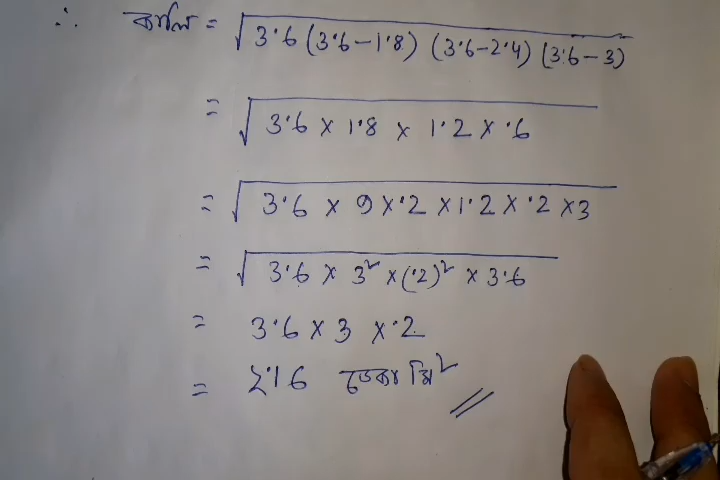 ∴ কালি = √3.6 (3.6 – 1.8) (3.6 – 2.4) (3.6 – 3)
= √3.6 × 1.8 × 1.2 × .6
= √3.6 × 9 × .2 × 1.2 × .2 × 3
= √3.6 × 3² × (.2)² × 3.6
= 3.6 × 3 × .2
= 2.16 ডেকা মি²